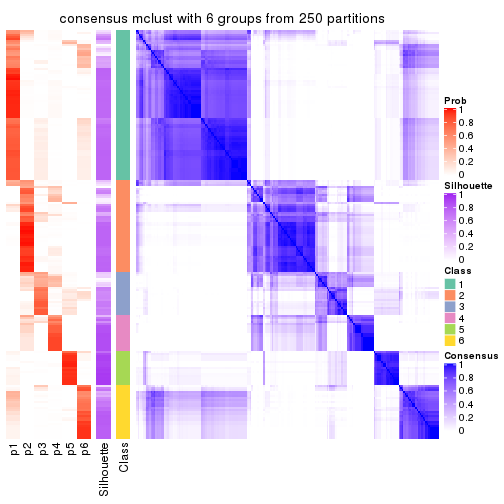 consensus mclust with 6 groups from 250 partitions
Prob
1
0.8
0.6
0.4
0.2
0
Silhouette
1
0.8
0.6
0.4
0.2
0
Class
1
2
3
4
5
6
Consensus
1
0.8
0.6
0.4
0.2
0
p1
p2
p3
p4
p5
p6
Silhouette
Class